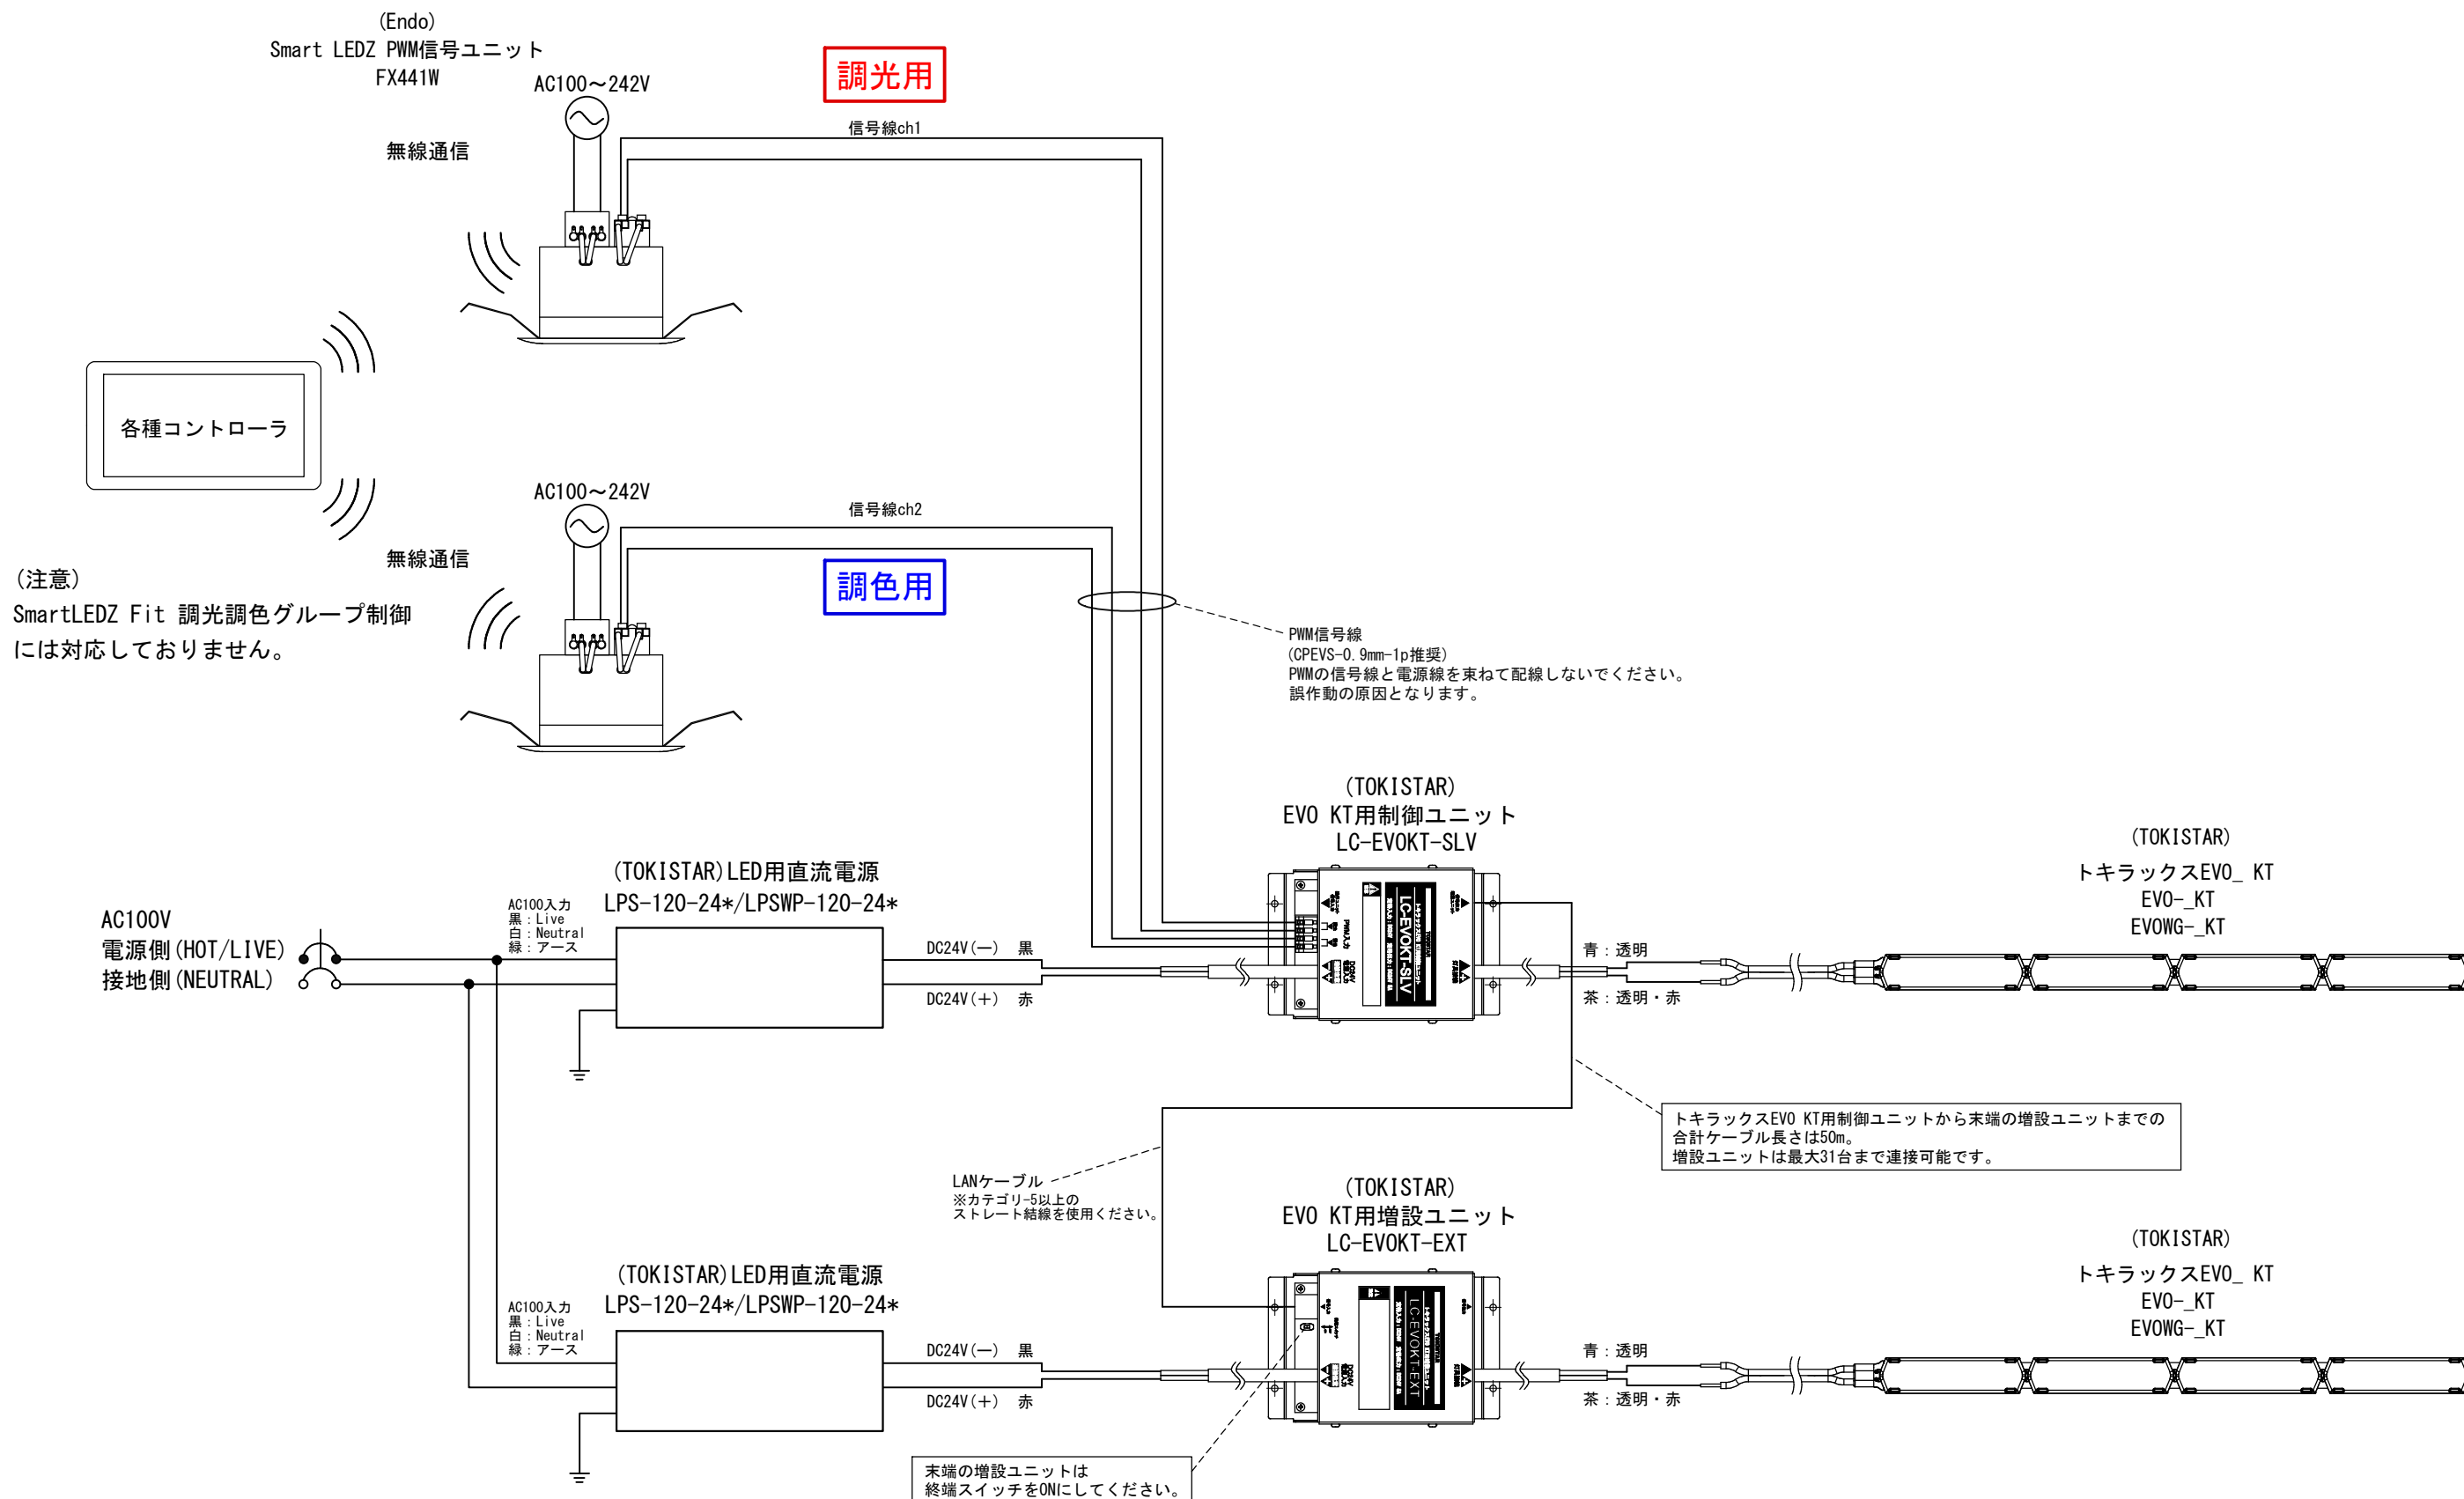 (Endo)
Smart LEDZ PWM信号ユニット
FX441W
AC100～242V
調光用
信号線ch1
無線通信
各種コントローラ
AC100～242V
信号線ch2
無線通信
調色用
(注意)
SmartLEDZ Fit 調光調色グループ制御
には対応しておりません。
PWM信号線
(CPEVS-0.9mm-1p推奨)
PWMの信号線と電源線を束ねて配線しないでください。
誤作動の原因となります。
(TOKISTAR)
EVO KT用制御ユニット
LC-EVOKT-SLV
(TOKISTAR)
トキラックスEVO_ KT
EVO-_KT
EVOWG-_KT
(TOKISTAR)LED用直流電源
LPS-120-24*/LPSWP-120-24*
AC100入力
黒：Live
白：Neutral
緑：アース
AC100V
電源側(HOT/LIVE)
接地側(NEUTRAL)
DC24V(－) 黒
DC24V(＋) 赤
PWM入力
DC24V
LC-EVOKT-SLV
青：透明
茶：透明・赤
トキラックスEVO KT用制御ユニットから末端の増設ユニットまでの
合計ケーブル長さは50m。
増設ユニットは最大31台まで連接可能です。
LANケーブル
※カテゴリ-5以上の
ストレート結線を使用ください。
(TOKISTAR)
EVO KT用増設ユニット
LC-EVOKT-EXT
(TOKISTAR)
トキラックスEVO_ KT
EVO-_KT
EVOWG-_KT
(TOKISTAR)LED用直流電源
LPS-120-24*/LPSWP-120-24*
AC100入力
黒：Live
白：Neutral
緑：アース
DC24V(－) 黒
DC24V(＋) 赤
DC24V
LC-EVOKT-EXT
青：透明
茶：透明・赤
末端の増設ユニットは
終端スイッチをONにしてください。